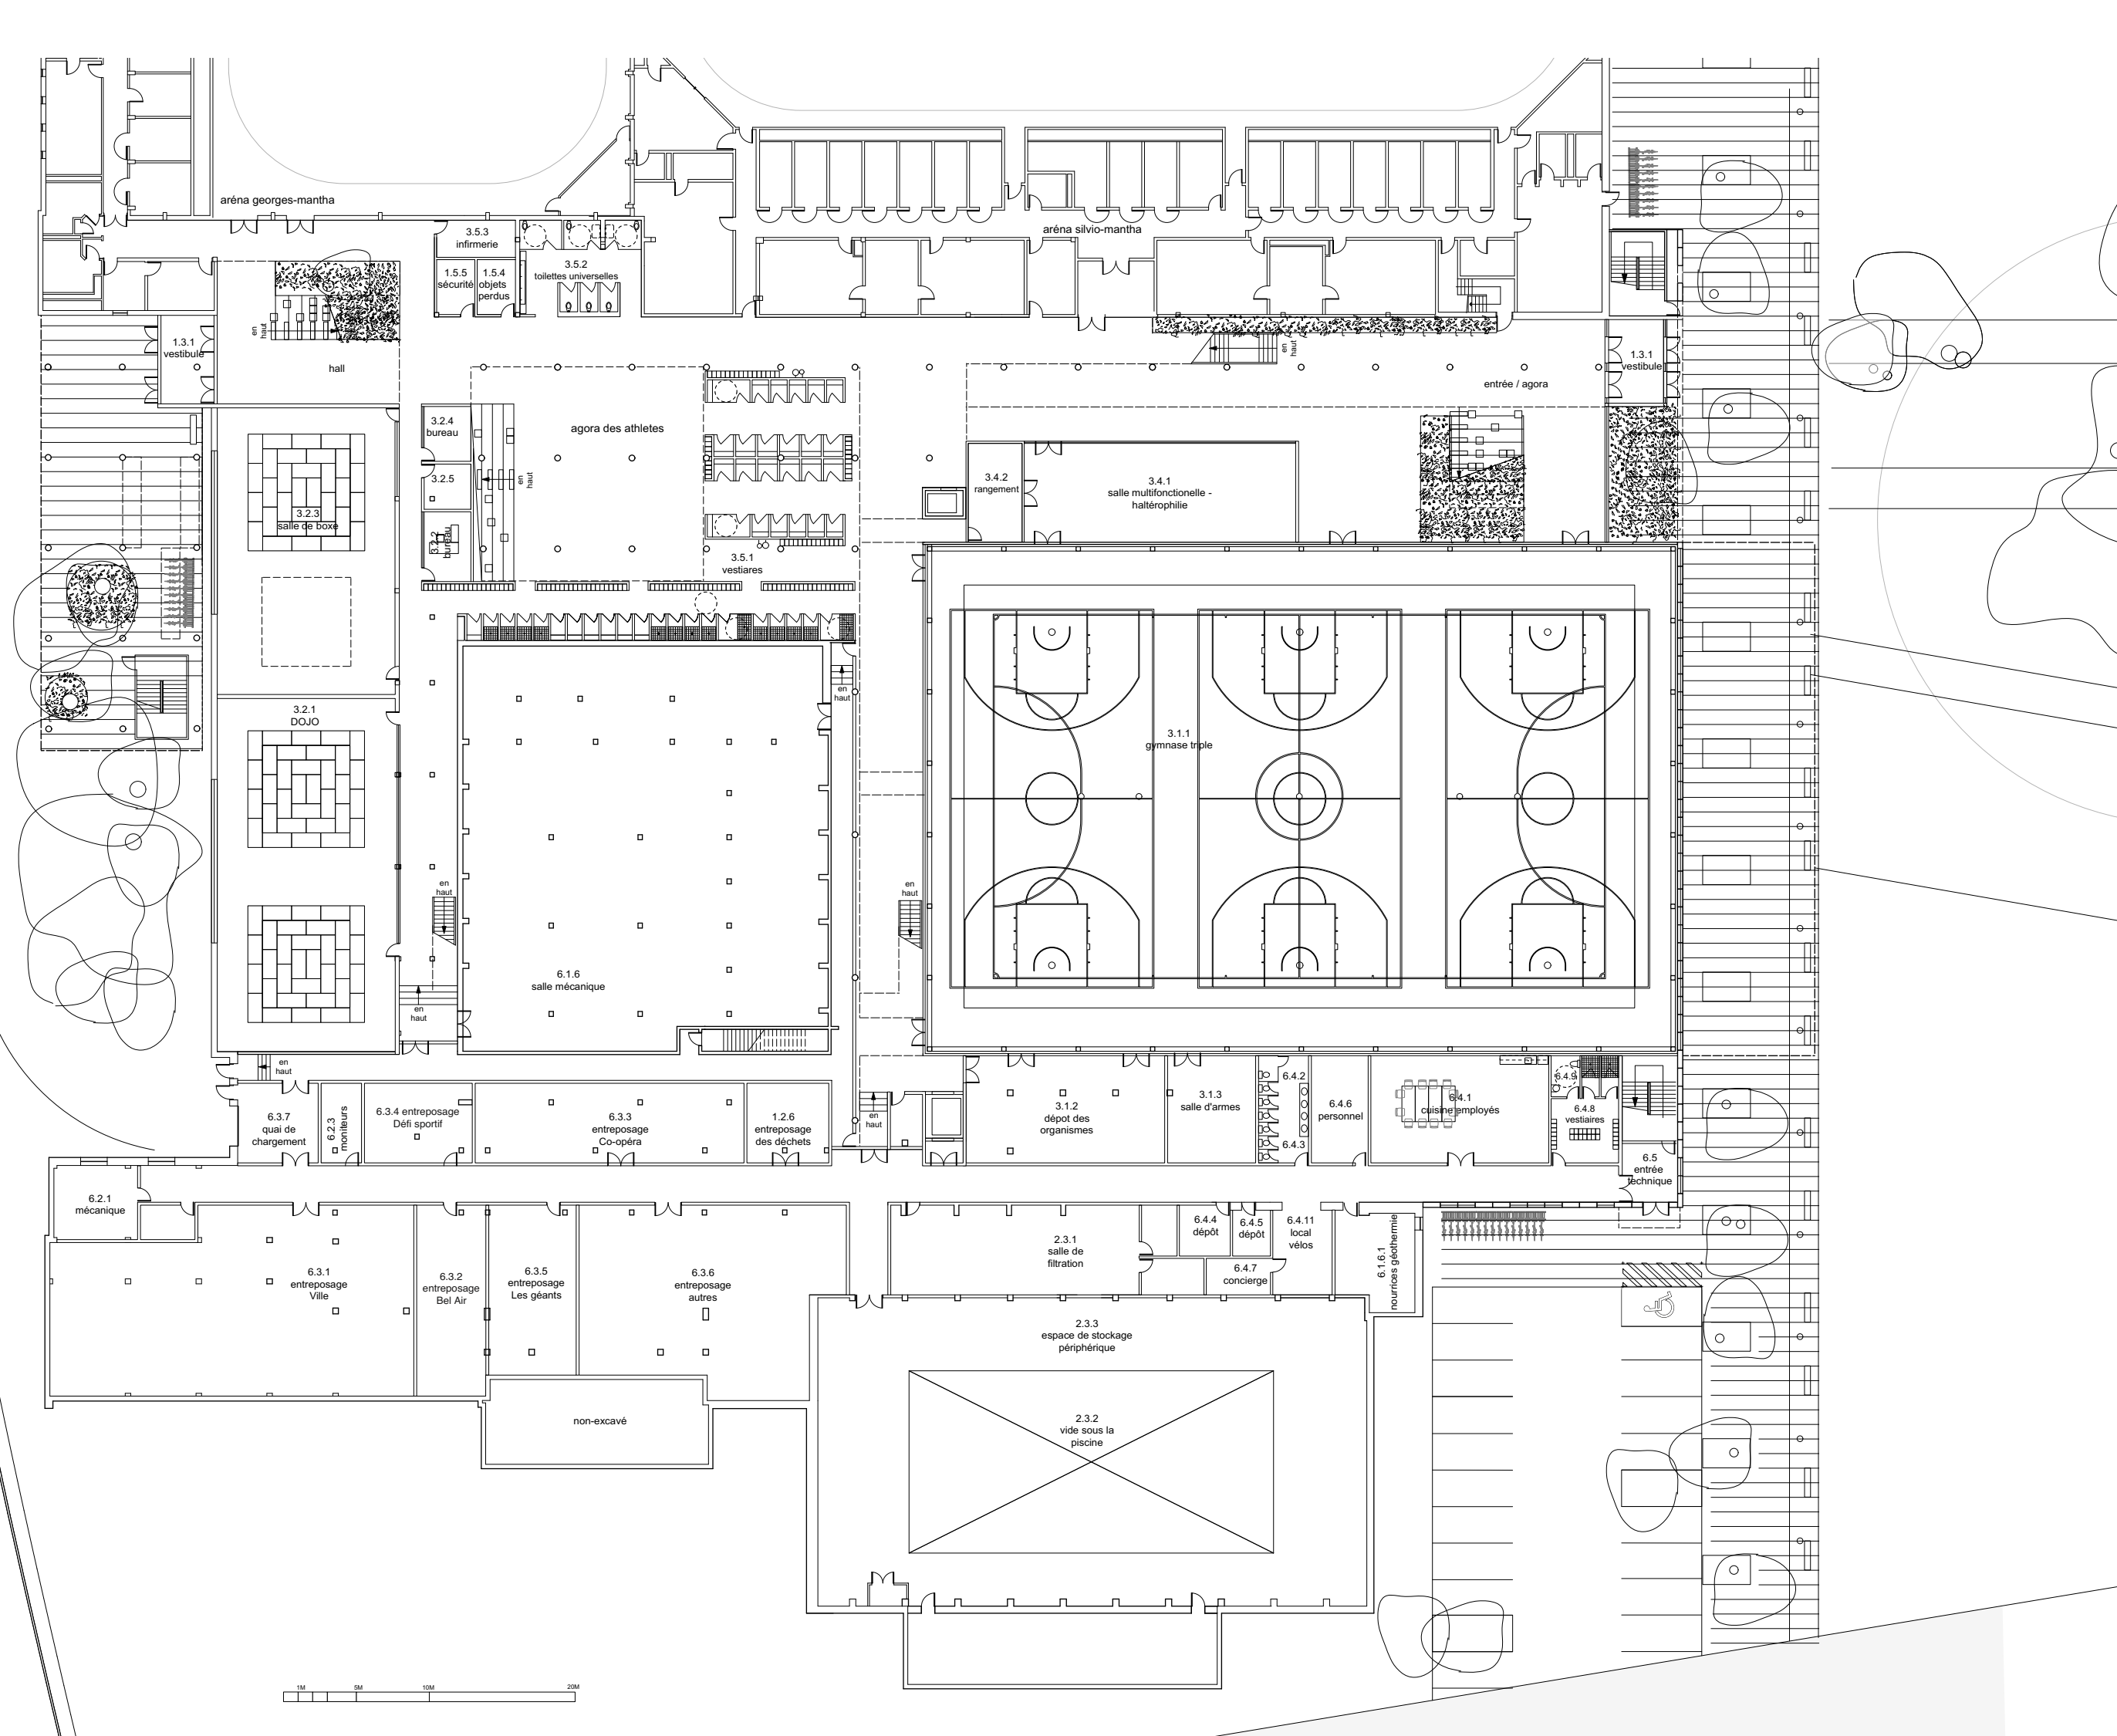 aréna georges-mantha
aréna silvio-mantha
3.5.3
infirmerie
1.5.5
sécurité
1.5.4
objets
perdus
3.5.2
toilettes universelles
en
haut
1.3.1
vestibule
hall
en
haut
1.3.1
vestibule
entrée / agora
3.2.4
bureau
agora des athletes
3.2.5
en
haut
3.2.3
salle de boxe
3.2.2
bureau
3.4.2
rangement
3.4.1
salle multifonctionelle -
haltérophilie
3.5.1
vestiares
en
haut
3.2.1
DOJO
3.1.1
gymnase triple
en
haut
en
haut
6.1.6
salle mécanique
en
haut
en
haut
6.3.7
quai de
chargement
6.2.3
moniteurs
6.3.4 entreposage
Défi sportif
6.3.3
entreposage
Co-opéra
1.2.6
entreposage
des déchets
en
haut
3.1.2
dépot des
organismes
3.1.3
salle d'armes
6.4.2
6.4.3
6.4.6
personnel
6.4.1
cuisine employés
6.4.9
6.4.8
vestiaires
6.5
entrée
technique
6.2.1
mécanique
6.3.1
entreposage
Ville
6.3.2
entreposage
Bel Air
6.3.5
entreposage
Les géants
6.3.6
entreposage
autres
2.3.1
salle de
filtration
6.4.4
dépôt
6.4.5
dépôt
6.4.11
local
vélos
6.4.7
concierge
6.1.6.1
nourrices géothermie
2.3.3
espace de stockage
périphérique
non-excavé
2.3.2
vide sous la
piscine
1M 5M 10M 20M